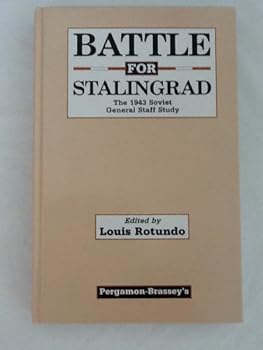 BATTLE
FOR
STALINGRAD
The 1943 Soviet
General Staff Study
Edited by
Louis Rotundo
Pergamon-Brassey's